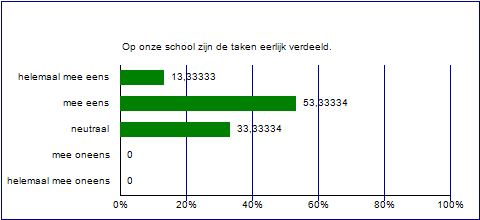 Op onze school zijn de taken eerlijk verdeeld.
helemaal mee eens 13,33333
mee eens 53,33334
neutraal 33,33334
mee oneens 0
helemaal mee oneens 0
0% 20% 40% 60% 80% 100%